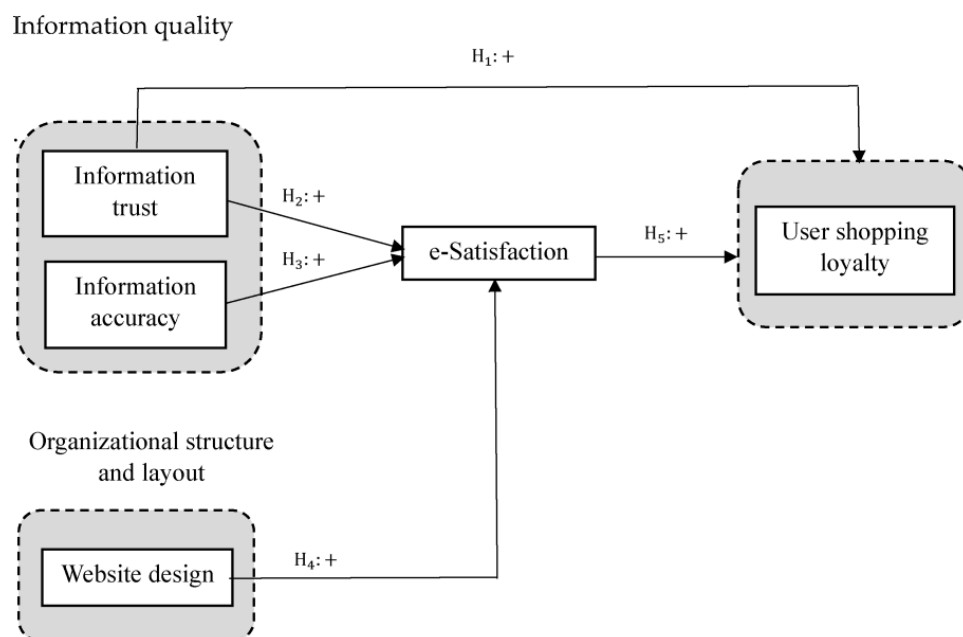 Information quality
H₁: +
Information
trust
H₂: +
H₃: +
Information
accuracy
e-Satisfaction
H₅: +
User shopping
loyalty
Organizational structure
and layout
Website design
H₄: +